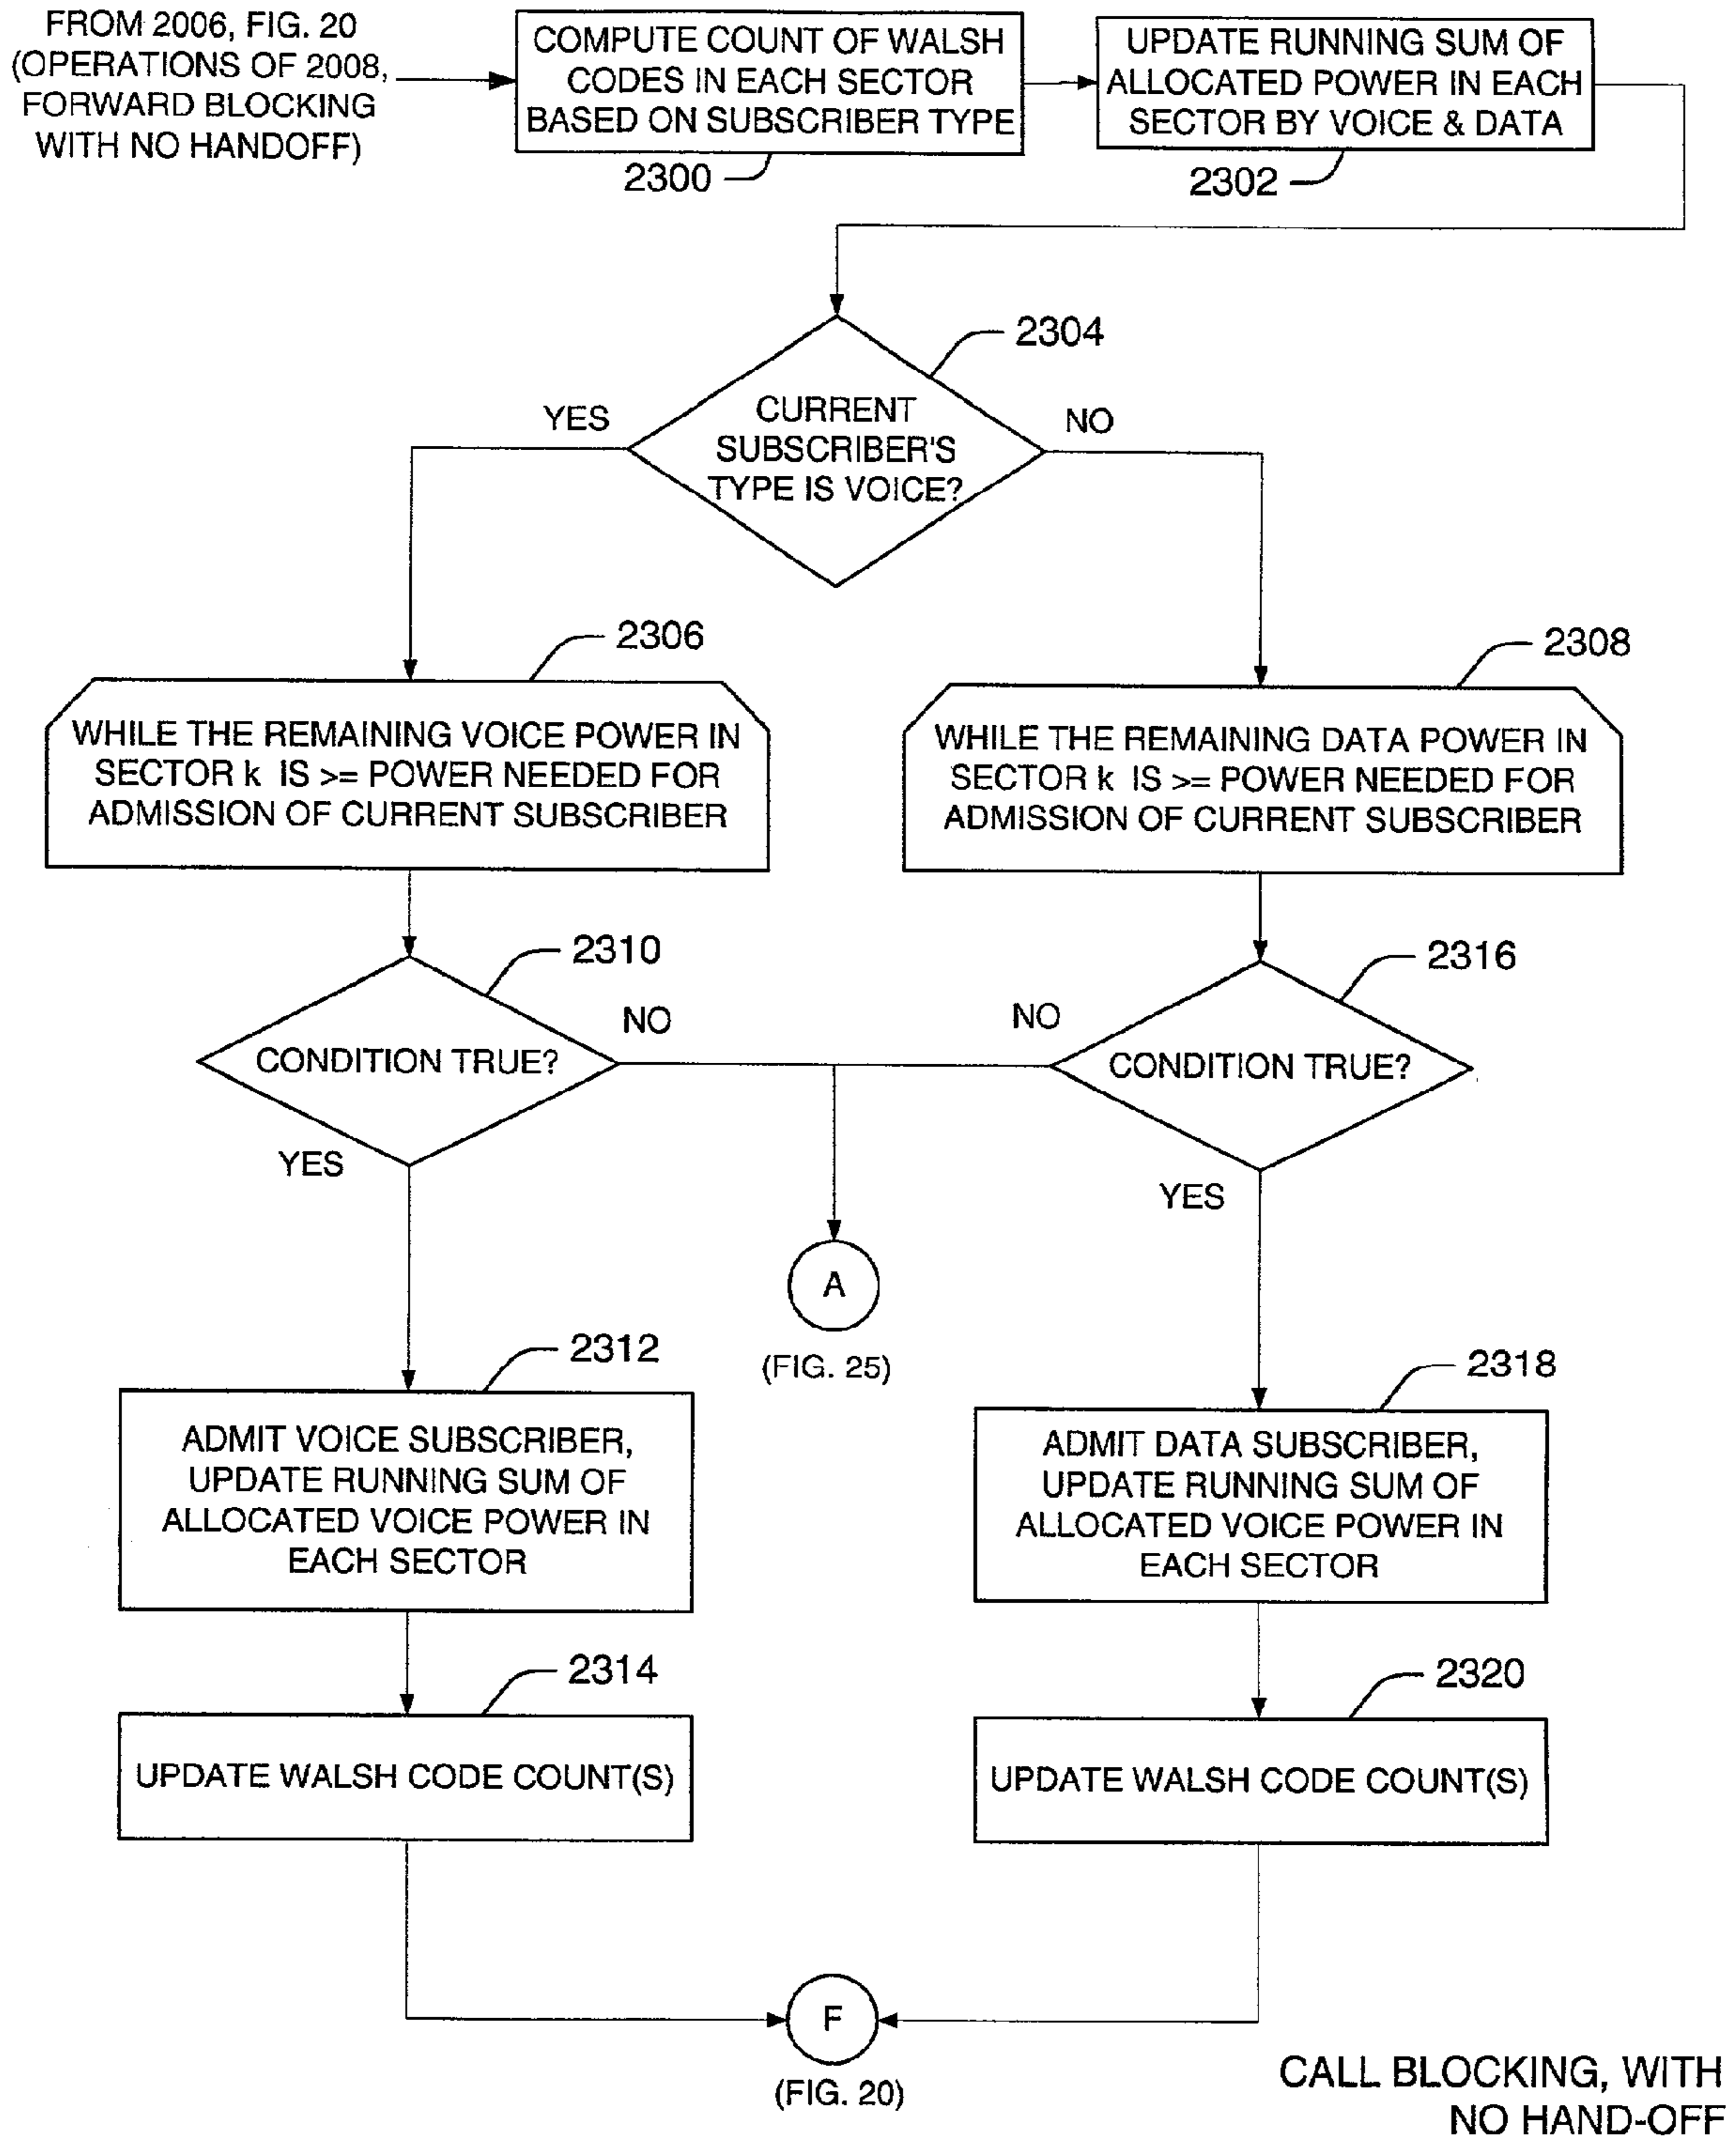 FROM 2006, FIG. 20
(OPERATIONS OF 2008,
FORWARD BLOCKING
WITH NO HANDOFF)
COMPUTE COUNT OF WALSH
CODES IN EACH SECTOR
BASED ON SUBSCRIBER TYPE
2300
UPDATE RUNNING SUM OF
ALLOCATED POWER IN EACH
SECTOR BY VOICE & DATA
2302
2304
CURRENT
SUBSCRIBER'S
TYPE IS VOICE?
YES
NO
2306
WHILE THE REMAINING VOICE POWER IN
SECTOR k IS >= POWER NEEDED FOR
ADMISSION OF CURRENT SUBSCRIBER
2308
WHILE THE REMAINING DATA POWER IN
SECTOR k IS >= POWER NEEDED FOR
ADMISSION OF CURRENT SUBSCRIBER
2310
CONDITION TRUE?
NO
YES
2316
CONDITION TRUE?
NO
YES
A
(FIG. 25)
2312
ADMIT VOICE SUBSCRIBER,
UPDATE RUNNING SUM OF
ALLOCATED VOICE POWER IN
EACH SECTOR
2318
ADMIT DATA SUBSCRIBER,
UPDATE RUNNING SUM OF
ALLOCATED VOICE POWER IN
EACH SECTOR
2314
UPDATE WALSH CODE COUNT(S)
2320
UPDATE WALSH CODE COUNT(S)
F
(FIG. 20)
CALL BLOCKING, WITH
NO HAND-OFF